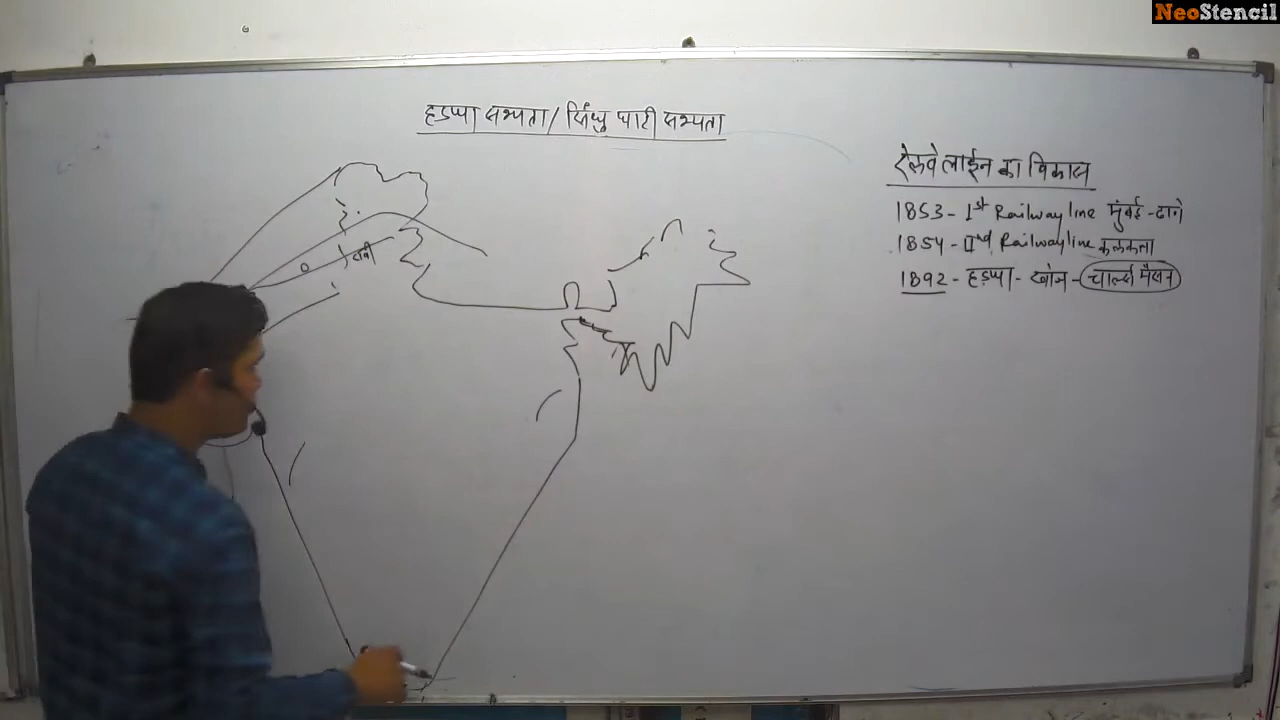 NeoStencil
हडप्पा सभ्यता / सिंधु घाटी सभ्यता
रेलवे लाईन का विकास
1853 - 1st Railway line मुंबई - ठाणे
1854 - IInd Railway line कलकता
1892 - हड़प्पा - खोज - चार्ल्स मैसन
रावी